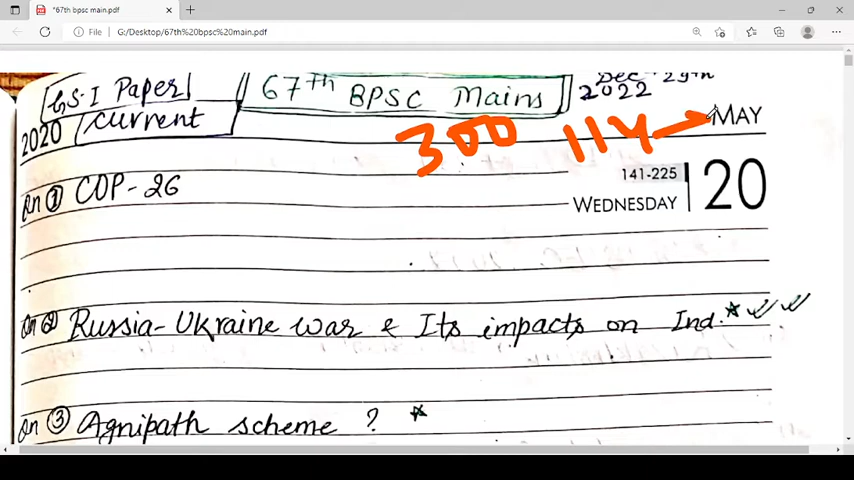 67th bpsc main.pdf
File
G:/Desktop/67th%20bpsc%20main.pdf
GS-I Paper
67th BPSC Mains
Dec 29th
2022
2020
current
300
114
MAY
141-225
WEDNESDAY
20
Qn ① COP-26
Qn ② Russia-Ukraine war & Its impacts on Ind.
Qn ③ Agnipath scheme ?